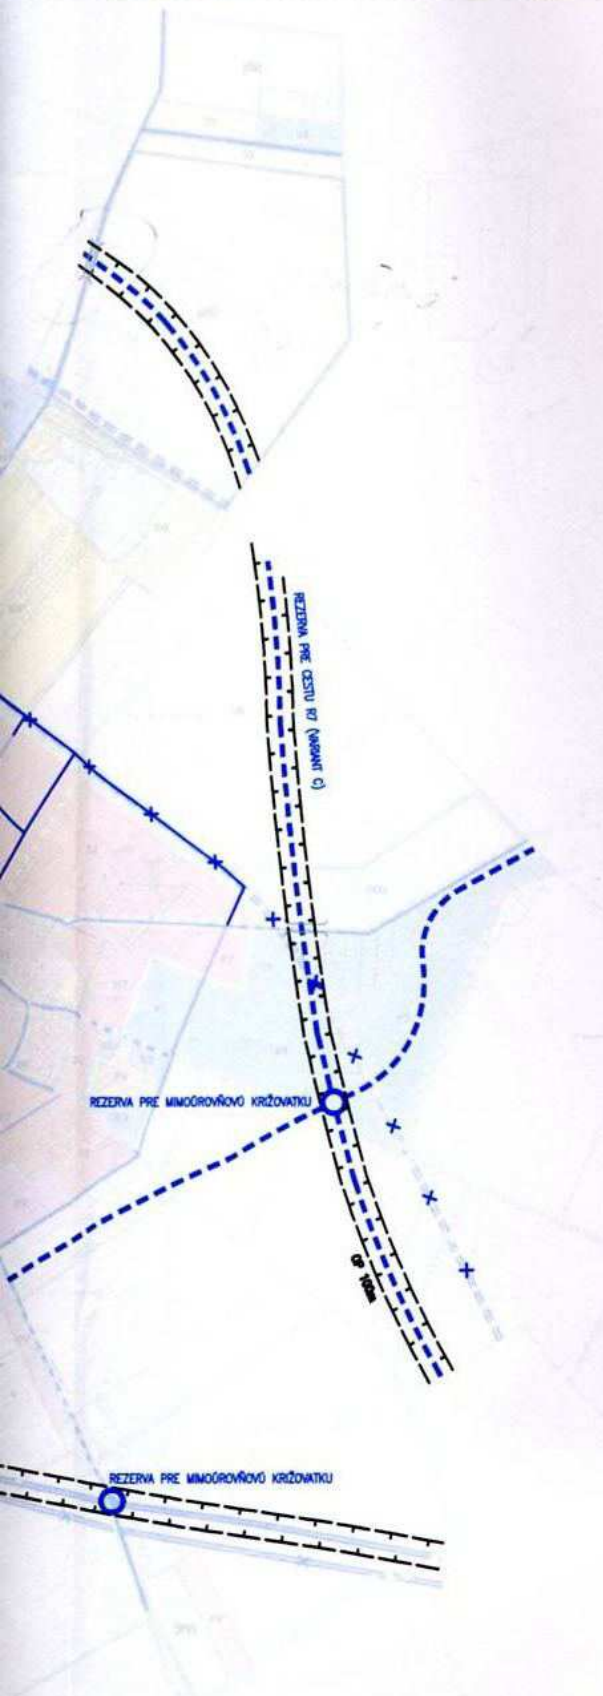 REZERVA PRE CESTU R7 (VARIANT C)
REZERVA PRE MIMOÚROVŇOVÚ KRIŽOVATKU
OP 100m
REZERVA PRE MIMOÚROVŇOVÚ KRIŽOVATKU